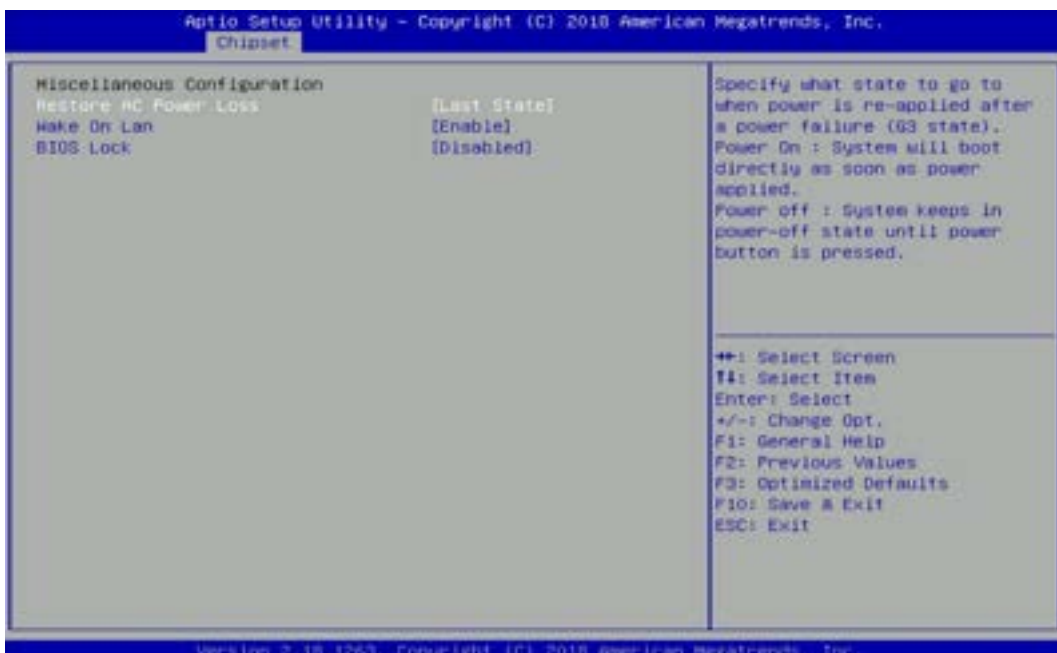 Aptio Setup Utility - Copyright (C) 2018 American Megatrends, Inc.
Chipset
Miscellaneous Configuration
Restore AC Power Loss [Last State]
Wake On Lan [Enable]
BIOS Lock [Disabled]
Specify what state to go to
when power is re-applied after
a power failure (G3 state).
Power On : System will boot
directly as soon as power
applied.
Power off : System keeps in
power-off state until power
button is pressed.
→←: Select Screen
↑↓: Select Item
Enter: Select
+/-: Change Opt.
F1: General Help
F2: Previous Values
F3: Optimized Defaults
F10: Save & Exit
ESC: Exit
Version 2.18.1263. Copyright (C) 2018 American Megatrends, Inc.